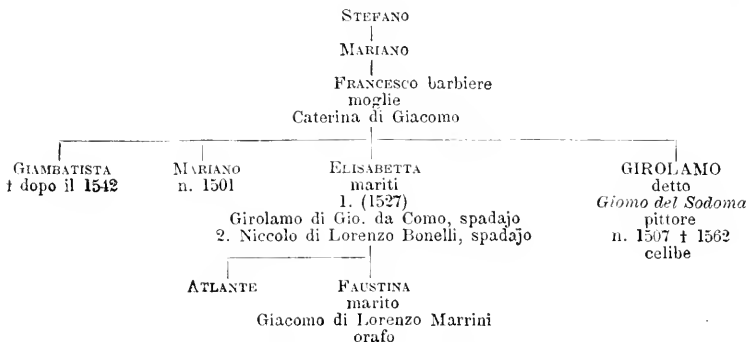 STEFANO
MARIANO
FRANCESCO barbiere
moglie
Caterina di Giacomo
GIAMBATISTA
† dopo il 1542
MARIANO
n. 1501
ELISABETTA
mariti
1. (1527)
Girolamo di Gio. da Como, spadajo
2. Niccolo di Lorenzo Bonelli, spadajo
GIROLAMO
detto
Giomo del Sodoma
pittore
n. 1507 † 1562
celibe
ATLANTE
FAUSTINA
marito
Giacomo di Lorenzo Marrini
orafo